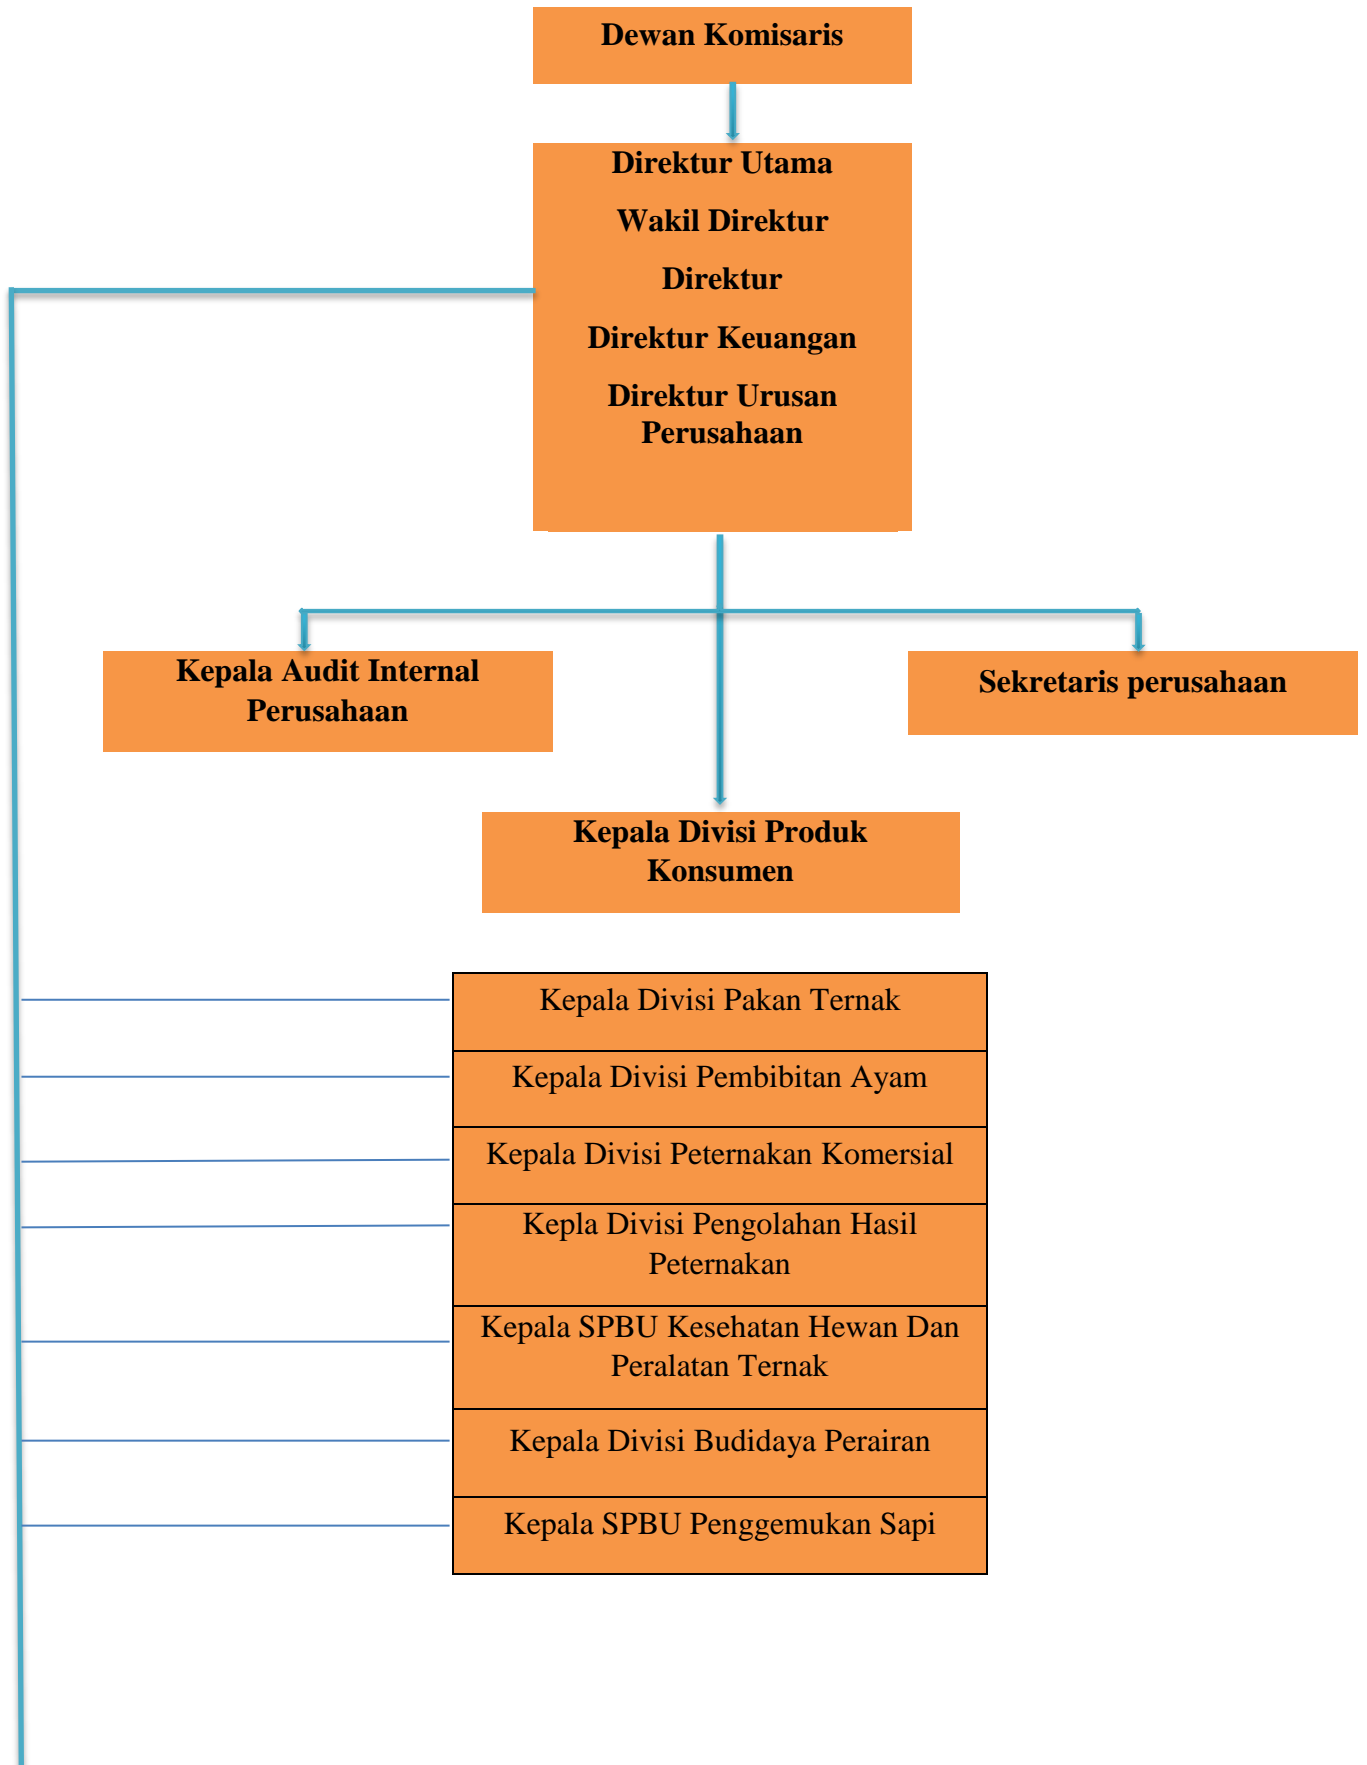 Dewan Komisaris
Direktur Utama
Wakil Direktur
Direktur
Direktur Keuangan
Direktur Urusan
Perusahaan
Kepala Audit Internal
Perusahaan
Sekretaris perusahaan
Kepala Divisi Produk
Konsumen
Kepala Divisi Pakan Ternak
Kepala Divisi Pembibitan Ayam
Kepala Divisi Peternakan Komersial
Kepla Divisi Pengolahan Hasil
Peternakan
Kepala SPBU Kesehatan Hewan Dan
Peralatan Ternak
Kepala Divisi Budidaya Perairan
Kepala SPBU Penggemukan Sapi